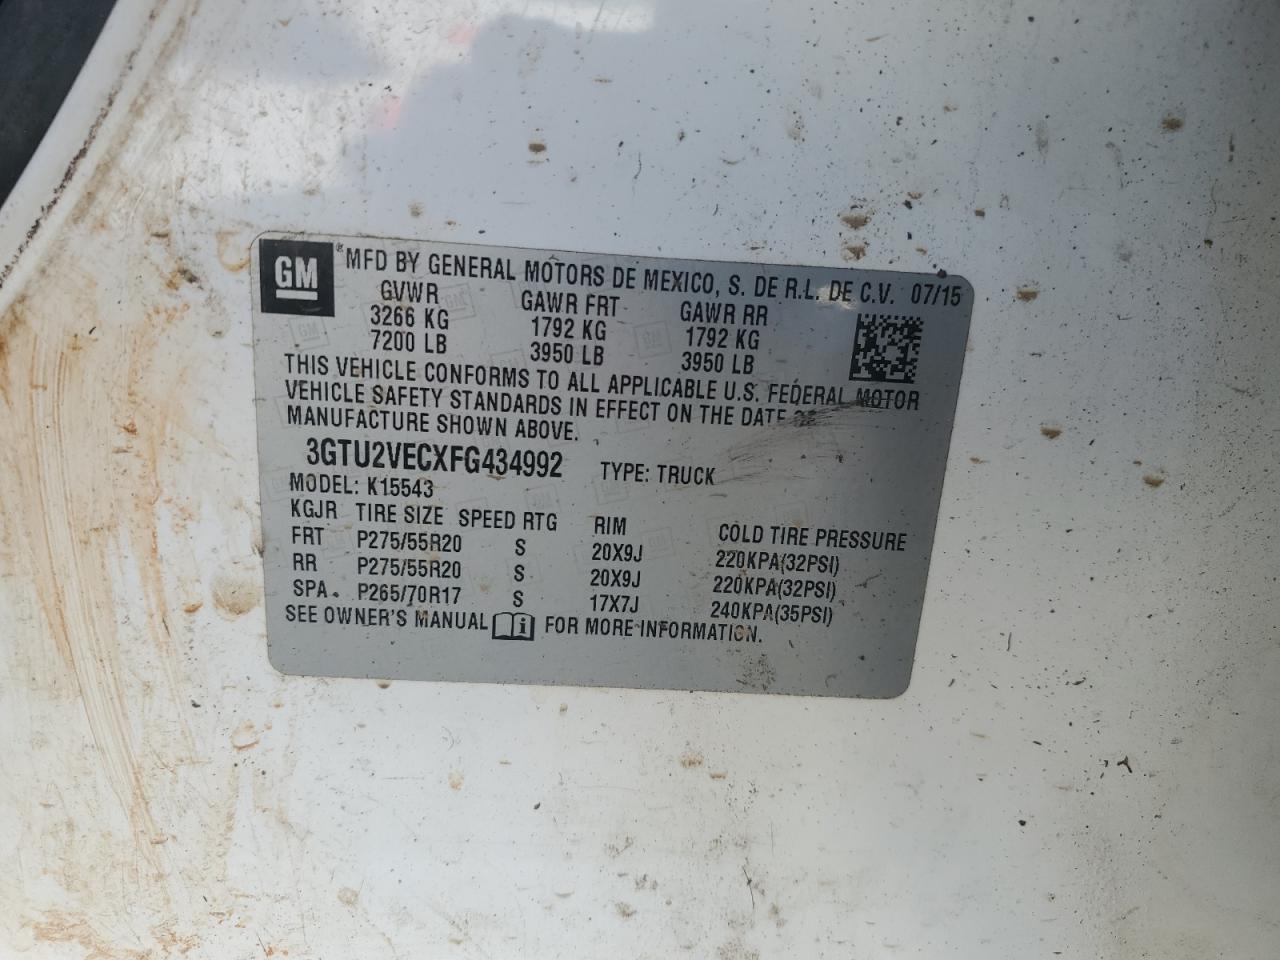 GM ® MFD BY GENERAL MOTORS DE MEXICO, S. DE R.L. DE C.V. 07/15
GVWR GAWR FRT GAWR RR
3266 KG 1792 KG 1792 KG
7200 LB 3950 LB 3950 LB
THIS VEHICLE CONFORMS TO ALL APPLICABLE U.S. FEDERAL MOTOR
VEHICLE SAFETY STANDARDS IN EFFECT ON THE DATE OF
MANUFACTURE SHOWN ABOVE.
3GTU2VECXFG434992 TYPE: TRUCK
MODEL: K15543
KGJR TIRE SIZE SPEED RTG RIM COLD TIRE PRESSURE
FRT P275/55R20 S 20X9J 220KPA(32PSI)
RR P275/55R20 S 20X9J 220KPA(32PSI)
SPA P265/70R17 S 17X7J 240KPA(35PSI)
SEE OWNER'S MANUAL i FOR MORE INFORMATION.